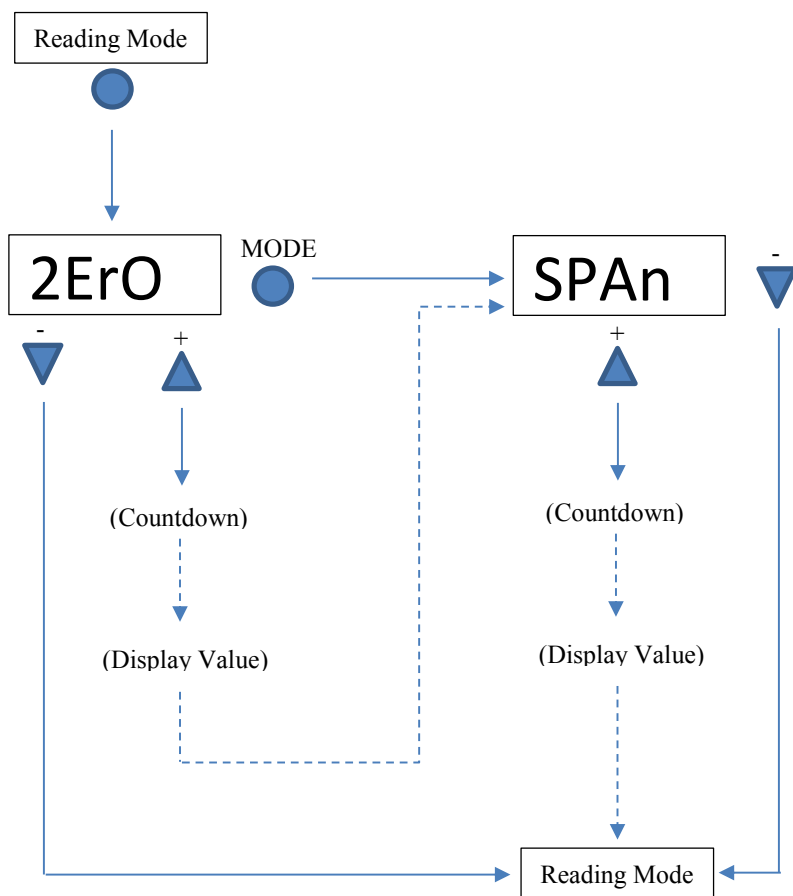 Reading Mode
2ErO
MODE
SPAn
-
-
+
+
(Countdown)
(Countdown)
(Display Value)
(Display Value)
Reading Mode